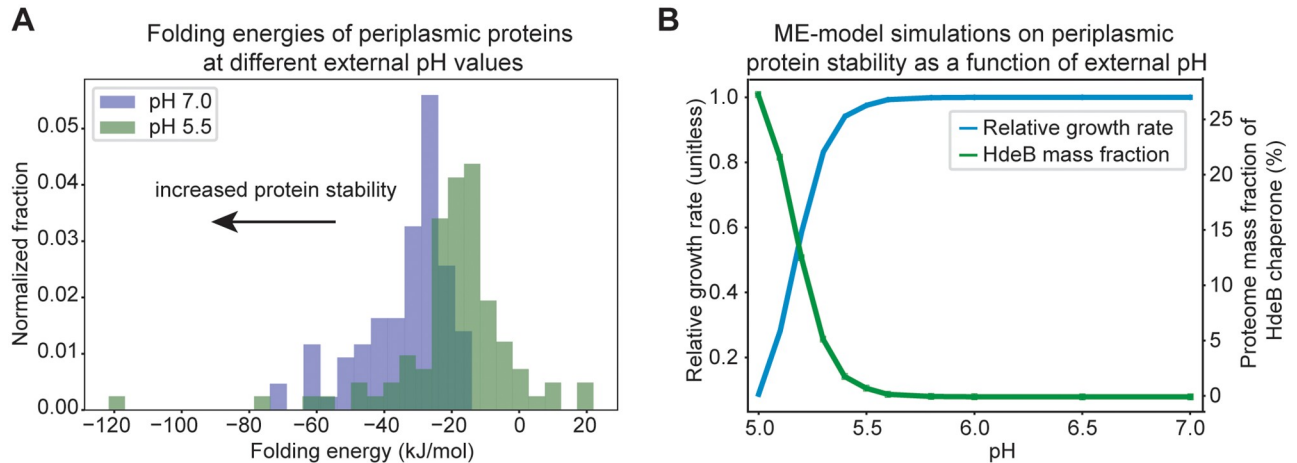 A
Folding energies of periplasmic proteins
at different external pH values
pH 7.0
pH 5.5
increased protein stability
Normalized fraction
0.05
0.04
0.03
0.02
0.01
0.00
−120 −100 −80 −60 −40 −20 0 20
Folding energy (kJ/mol)
B
ME-model simulations on periplasmic
protein stability as a function of external pH
Relative growth rate
HdeB mass fraction
Relative growth rate (unitless)
1.0
0.8
0.6
0.4
0.2
25
20
15
10
5
0
Proteome mass fraction of
HdeB chaperone (%)
5.0 5.5 6.0 6.5 7.0
pH